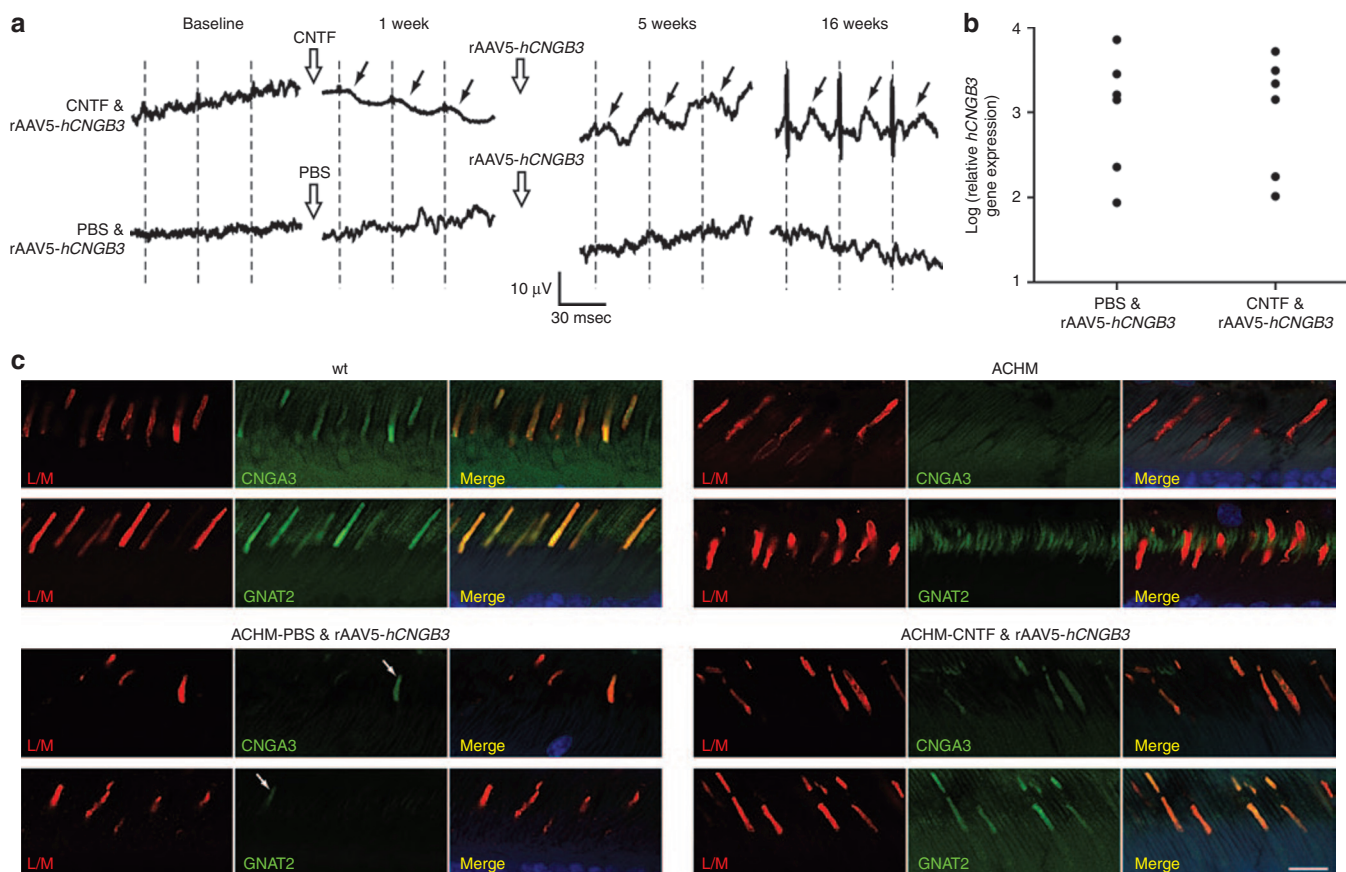 a
Baseline
CNTF
1 week
rAAV5-hCNGB3
5 weeks
16 weeks
CNTF &
rAAV5-hCNGB3
PBS
rAAV5-hCNGB3
PBS &
rAAV5-hCNGB3
10 μV
30 msec
b
Log (relative hCNGB3
gene expression)
4
3
2
1
PBS &
rAAV5-hCNGB3
CNTF &
rAAV5-hCNGB3
c
wt
L/M
CNGA3
Merge
L/M
GNAT2
Merge
ACHM
L/M
CNGA3
Merge
L/M
GNAT2
Merge
ACHM-PBS & rAAV5-hCNGB3
L/M
CNGA3
Merge
L/M
GNAT2
Merge
ACHM-CNTF & rAAV5-hCNGB3
L/M
CNGA3
Merge
L/M
GNAT2
Merge